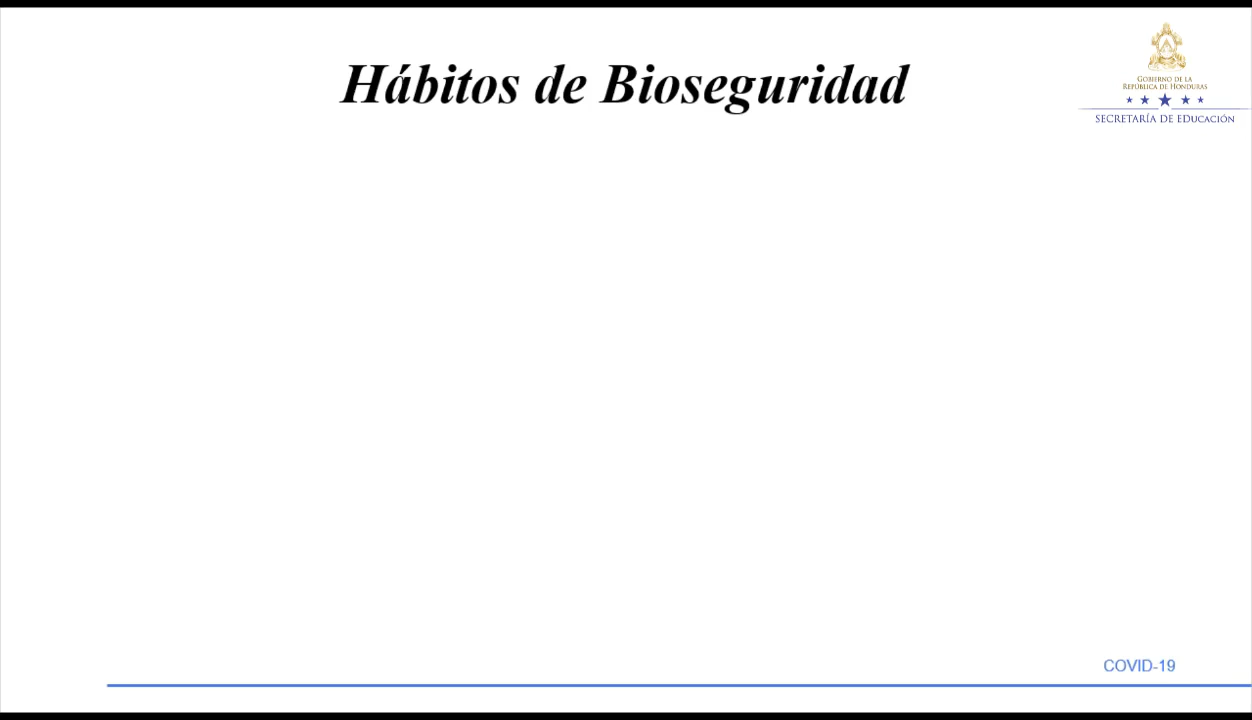 Hábitos de Bioseguridad
GOBIERNO DE LA
REPÚBLICA DE HONDURAS
SECRETARÍA DE EDUCACIÓN
COVID-19